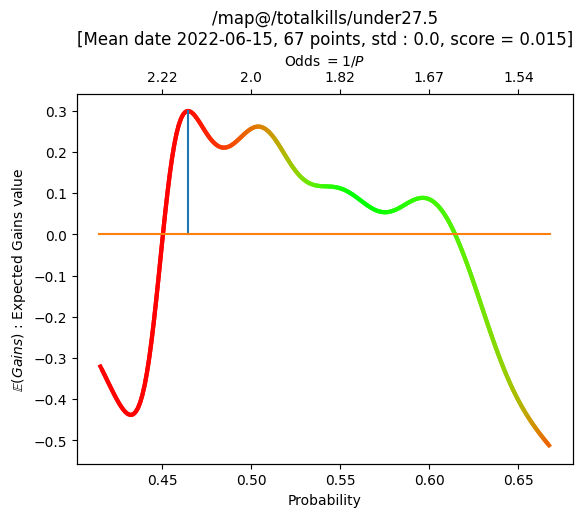 /map@/totalkills/under27.5
[Mean date 2022-06-15, 67 points, std : 0.0, score = 0.015]
Odds = 1/P
2.22 2.0 1.82 1.67 1.54
0.3
0.2
0.1
0.0
−0.1
−0.2
−0.3
−0.4
−0.5
𝔼(Gains) : Expected Gains value
0.45 0.50 0.55 0.60 0.65
Probability